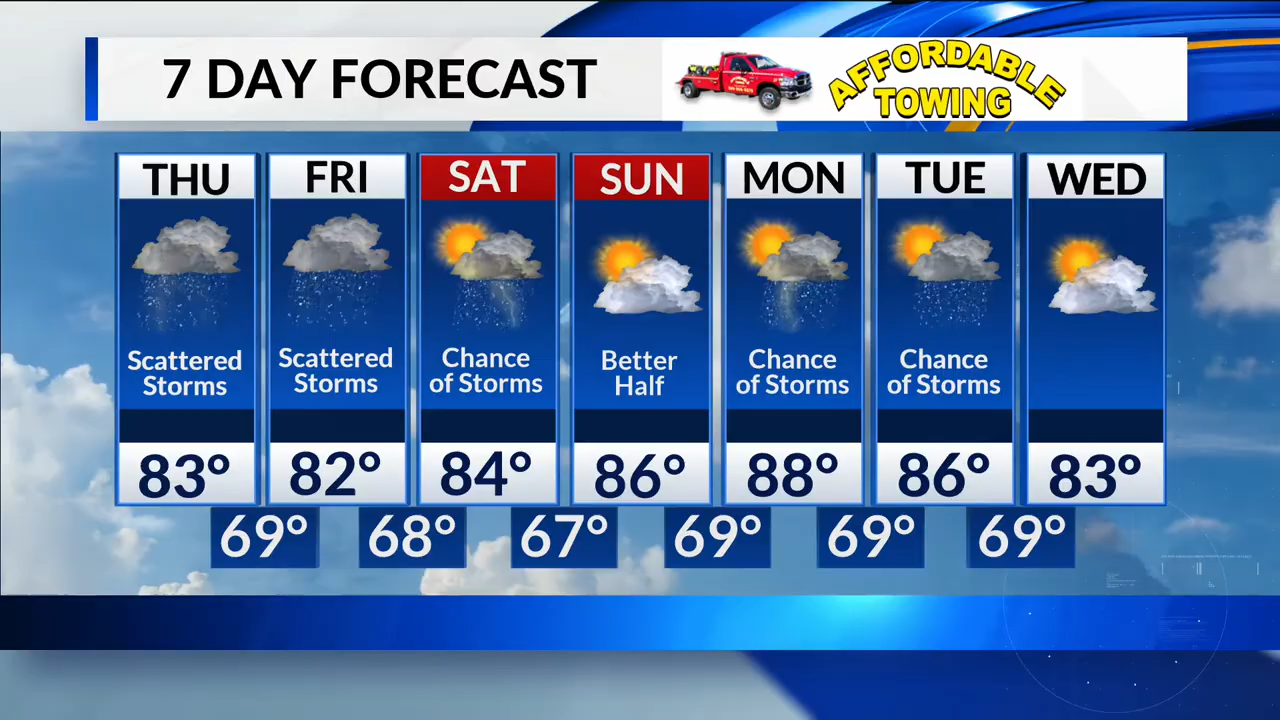 7 DAY FORECAST
AFFORDABLE
TOWING
THU
FRI
SAT
SUN
MON
TUE
WED
Scattered
Storms
Scattered
Storms
Chance
of Storms
Better
Half
Chance
of Storms
Chance
of Storms
83°
82°
84°
86°
88°
86°
83°
69°
68°
67°
69°
69°
69°